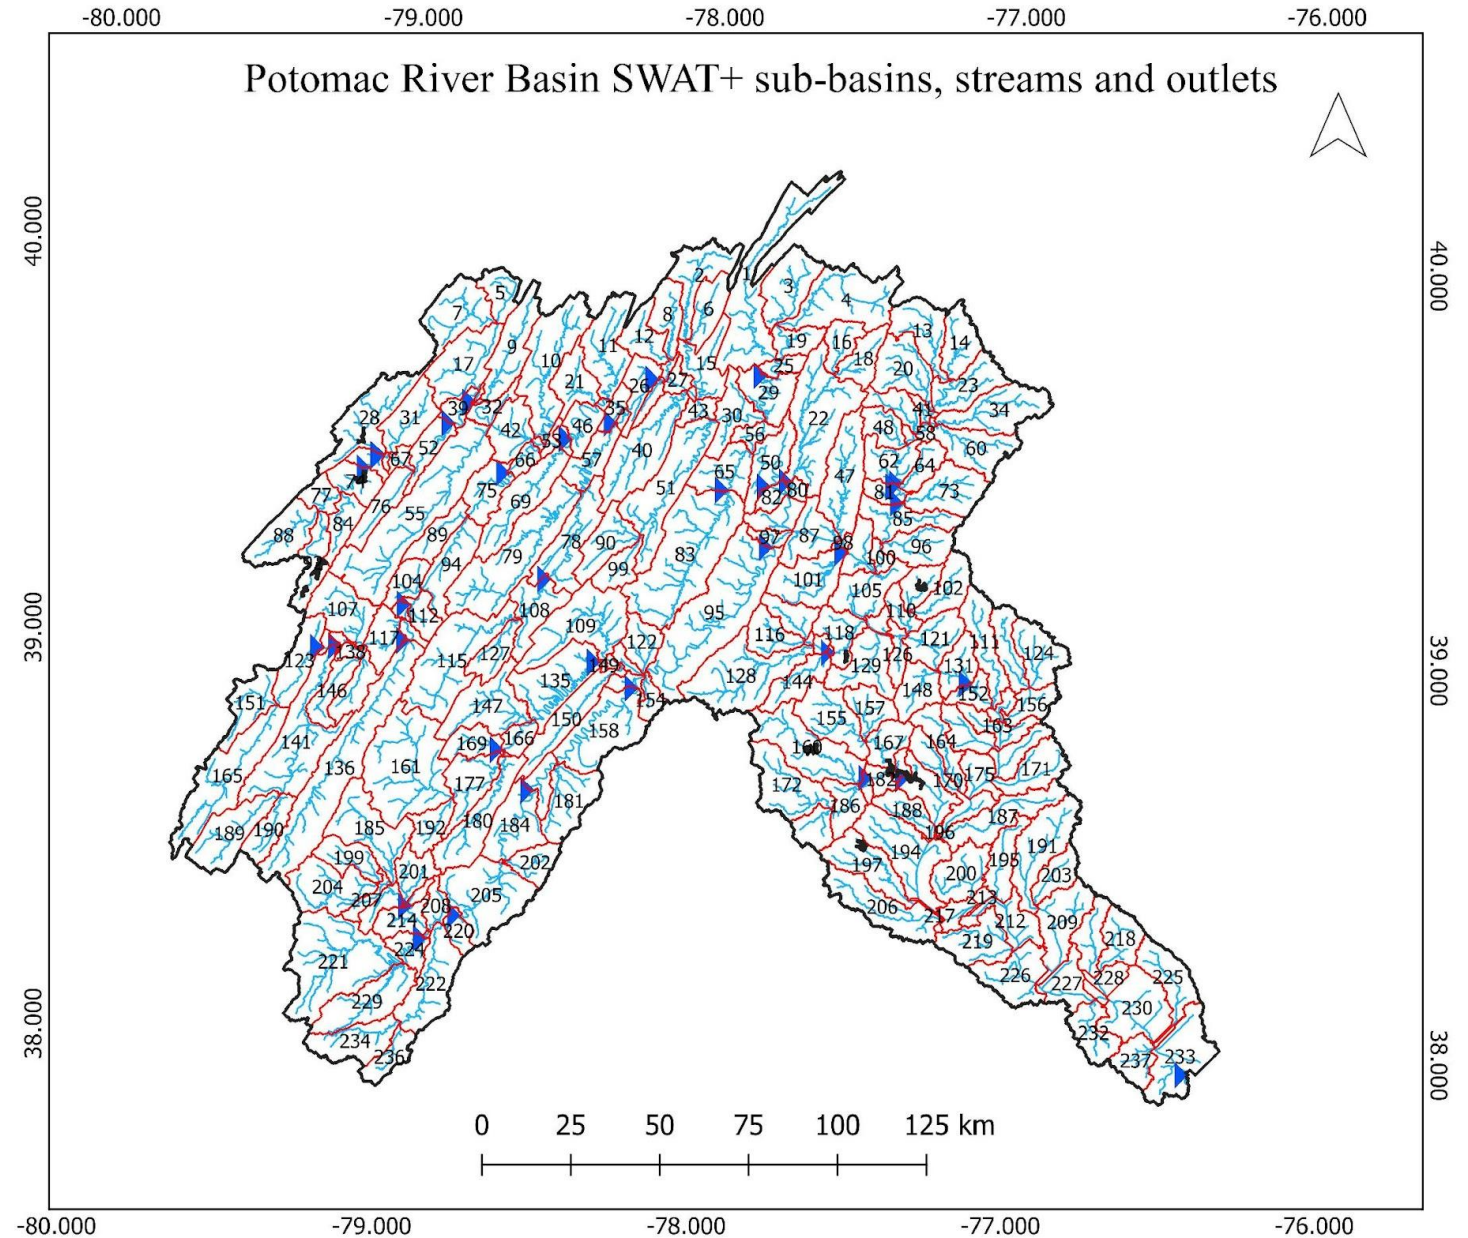 -80.000 -79.000 -78.000 -77.000 -76.000
Potomac River Basin SWAT+ sub-basins, streams and outlets
40.000
40.000
2 1 3 4
5 7 8 6
9 10 11 12 15 19 16 18 13 14
17 21 26 27 25 29 20 23
28 31 39 32 35 43 30 22 41 34
52 42 53 46 40 56 48 58 60
67 66 57 51 65 50 47 62 64
77 76 75 69 82 80 81 73
88 84 55 89 78 90 83 97 87 98 85 96
94 79 99 101 100 102
104 107 112 108 95 105 110
39.000
39.000
123 138 117 115 127 109 122 116 118 126 121 111 124
151 146 135 149 154 128 144 129 148 131 152 156
141 147 150 158 155 157 163
165 136 161 169 166 160 167 164 171
177 181 172 182 170 175
189 190 185 192 180 184 186 188 187
199 201 202 197 194 196 195 191
204 207 208 205 206 200 203
214 220 217 213 212 209
221 224 222 219 218
229 226 227 228 225
234 236 232 230
237 233
38.000
38.000
0 25 50 75 100 125 km
-80.000 -79.000 -78.000 -77.000 -76.000